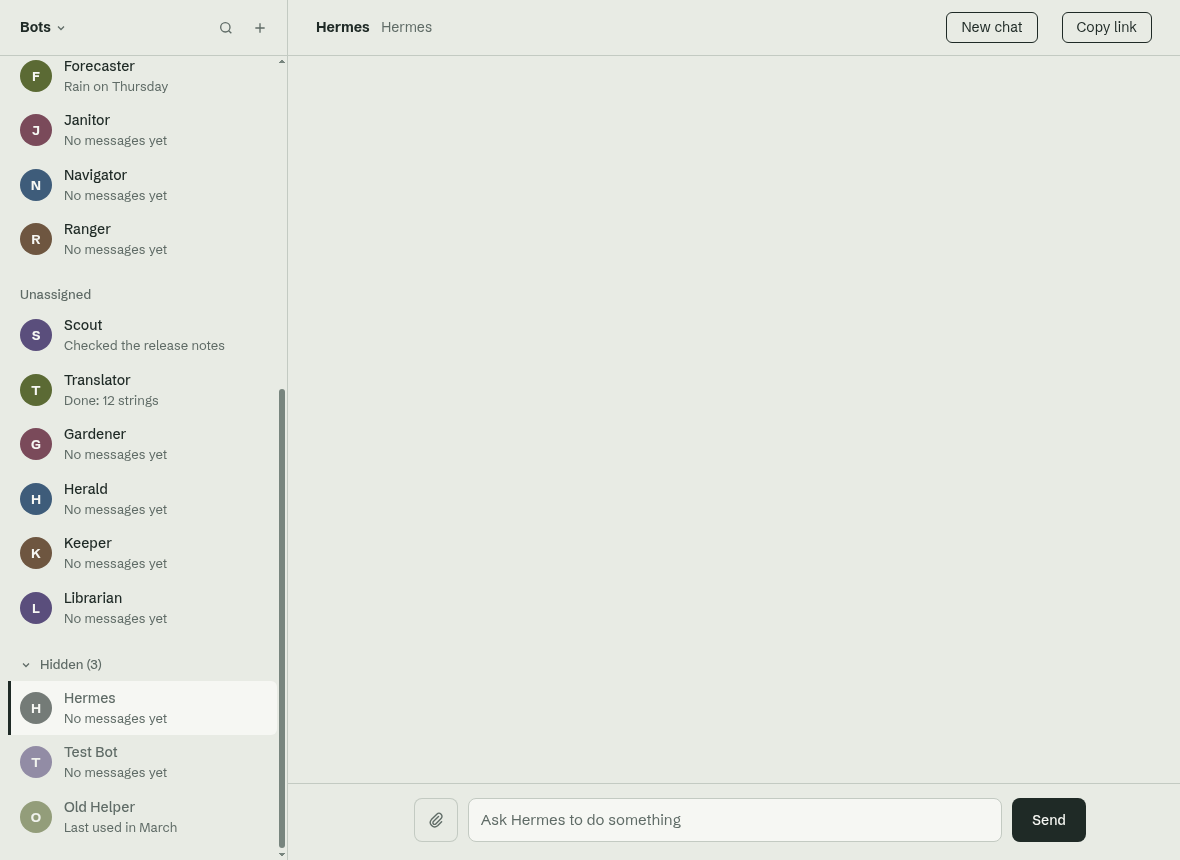 Bots
Hermes Hermes
New chat
Copy link
F
Forecaster
Rain on Thursday
J
Janitor
No messages yet
N
Navigator
No messages yet
R
Ranger
No messages yet
Unassigned
S
Scout
Checked the release notes
T
Translator
Done: 12 strings
G
Gardener
No messages yet
H
Herald
No messages yet
K
Keeper
No messages yet
L
Librarian
No messages yet
Hidden (3)
H
Hermes
No messages yet
T
Test Bot
No messages yet
O
Old Helper
Last used in March
Ask Hermes to do something
Send